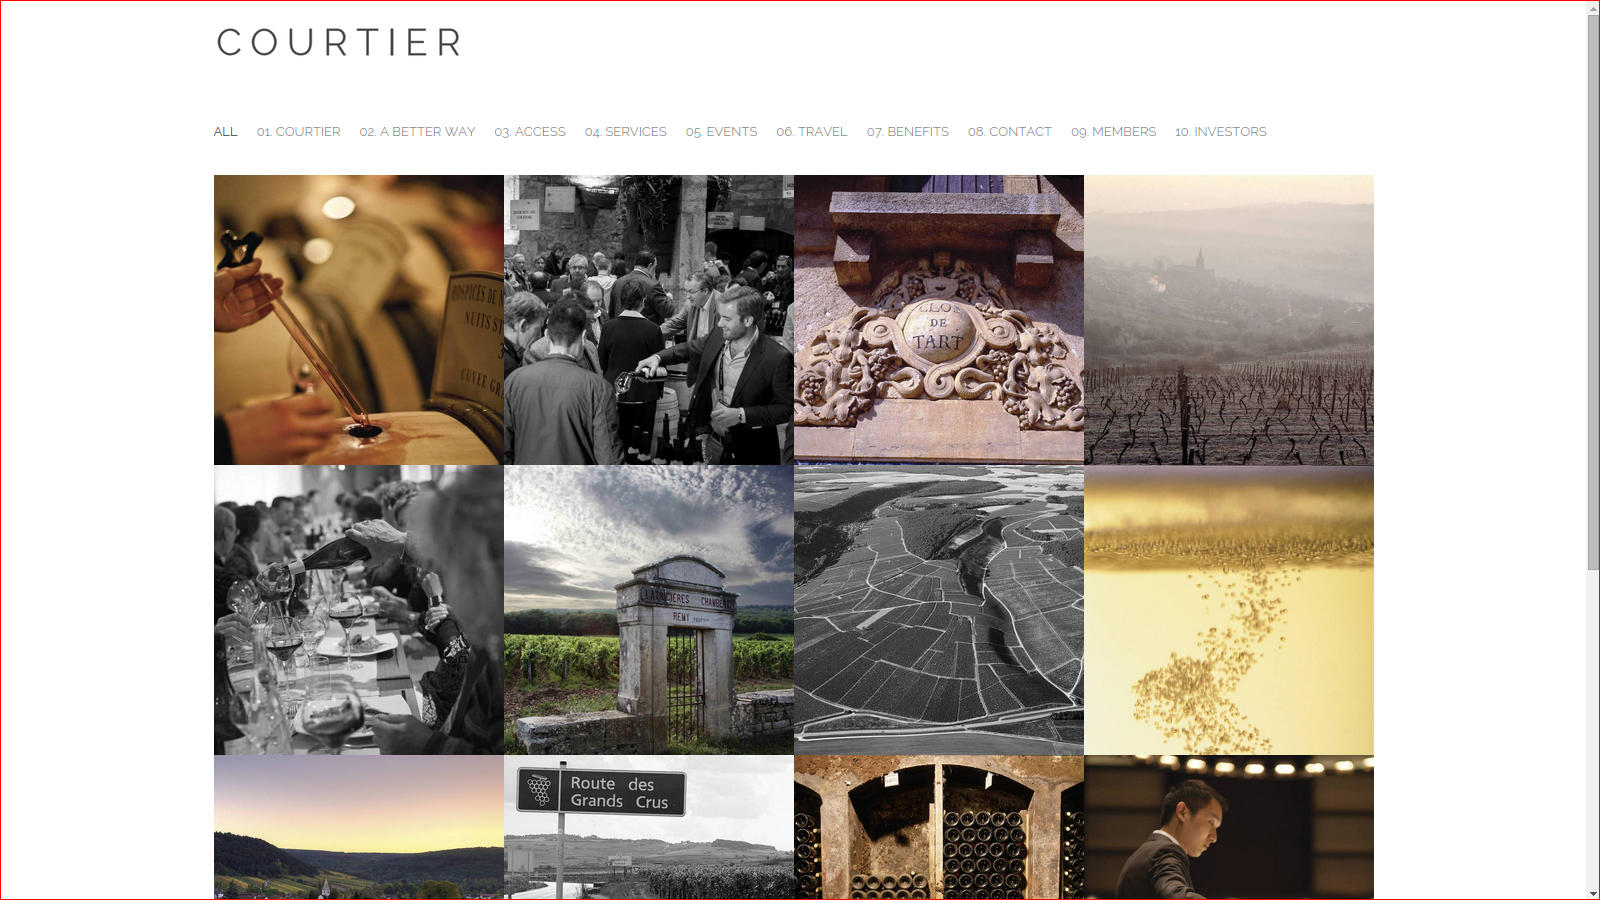 COURTIER
ALL 01. COURTIER 02. A BETTER WAY 03. ACCESS 04. SERVICES 05. EVENTS 06. TRAVEL 07. BENEFITS 08. CONTACT 09. MEMBERS 10. INVESTORS
HOSPICES DE N
NUITS ST
3
CUVEE GR
CLOS
DE
TART
LATRICIERES CHAMBER
REMY
Route des
Grands Crus